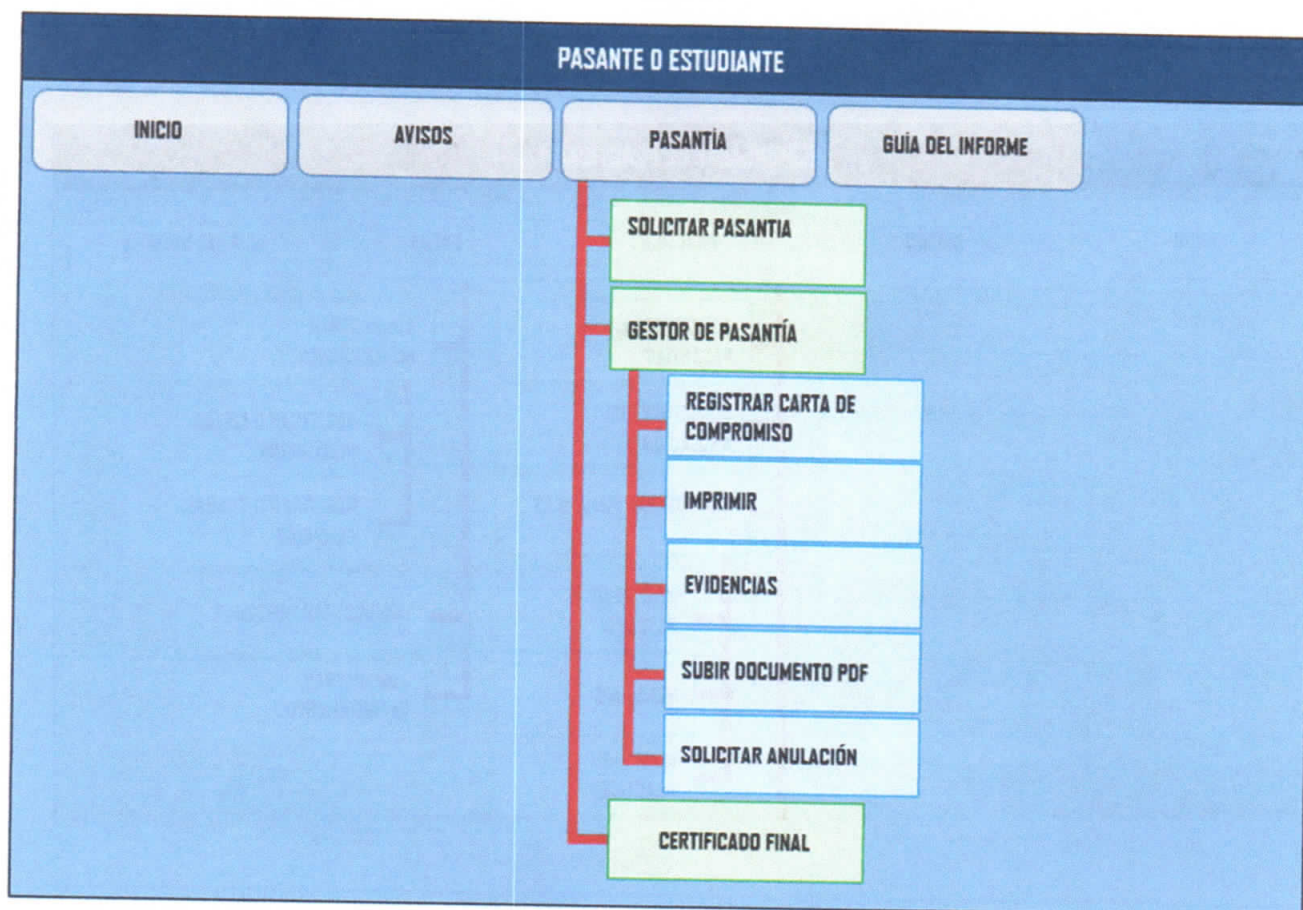 PASANTE O ESTUDIANTE
INICIO
AVISOS
PASANTÍA
GUÍA DEL INFORME
SOLICITAR PASANTIA
GESTOR DE PASANTÍA
REGISTRAR CARTA DE
COMPROMISO
IMPRIMIR
EVIDENCIAS
SUBIR DOCUMENTO PDF
SOLICITAR ANULACIÓN
CERTIFICADO FINAL